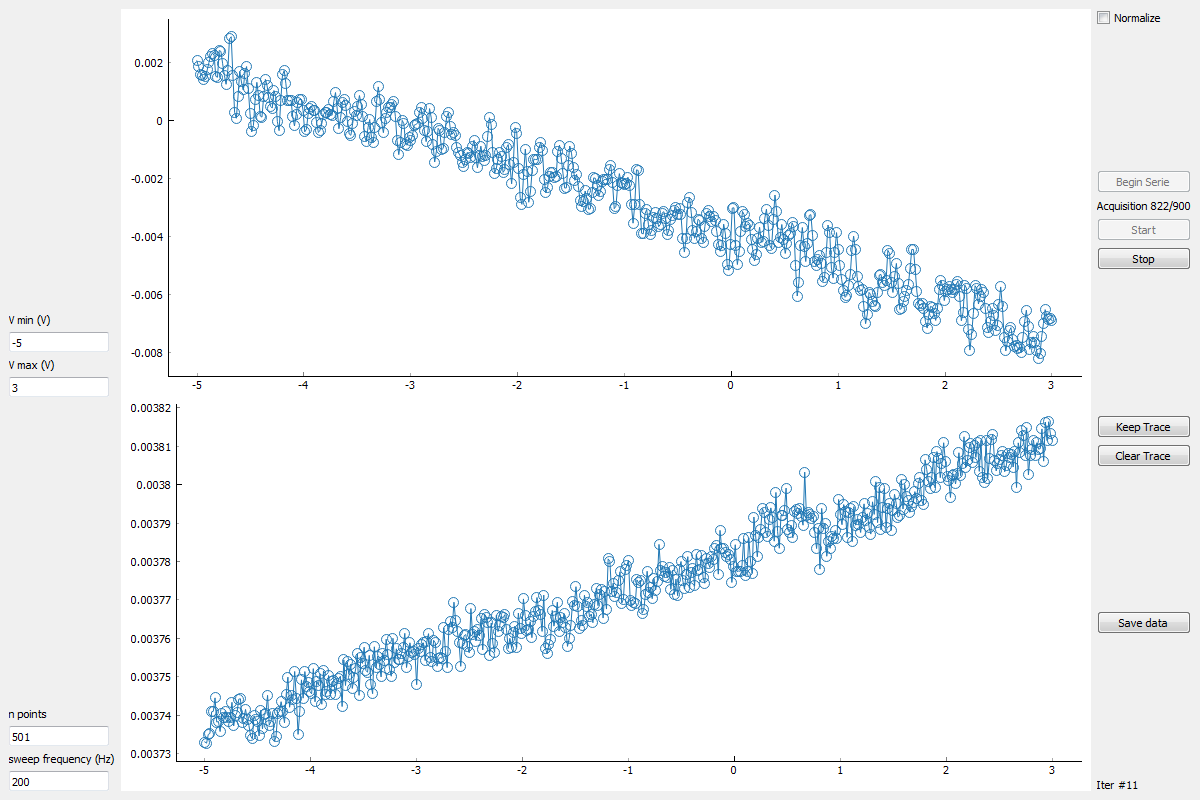 Normalize
0.002
0
-0.002
-0.004
-0.006
-0.008
-5 -4 -3 -2 -1 0 1 2 3
Begin Serie
Acquisition 822/900
Start
Stop
V min (V)
-5
V max (V)
3
0.00382
0.00381
0.0038
0.00379
0.00378
0.00377
0.00376
0.00375
0.00374
0.00373
-5 -4 -3 -2 -1 0 1 2 3
Keep Trace
Clear Trace
Save data
n points
501
sweep frequency (Hz)
200
Iter #11